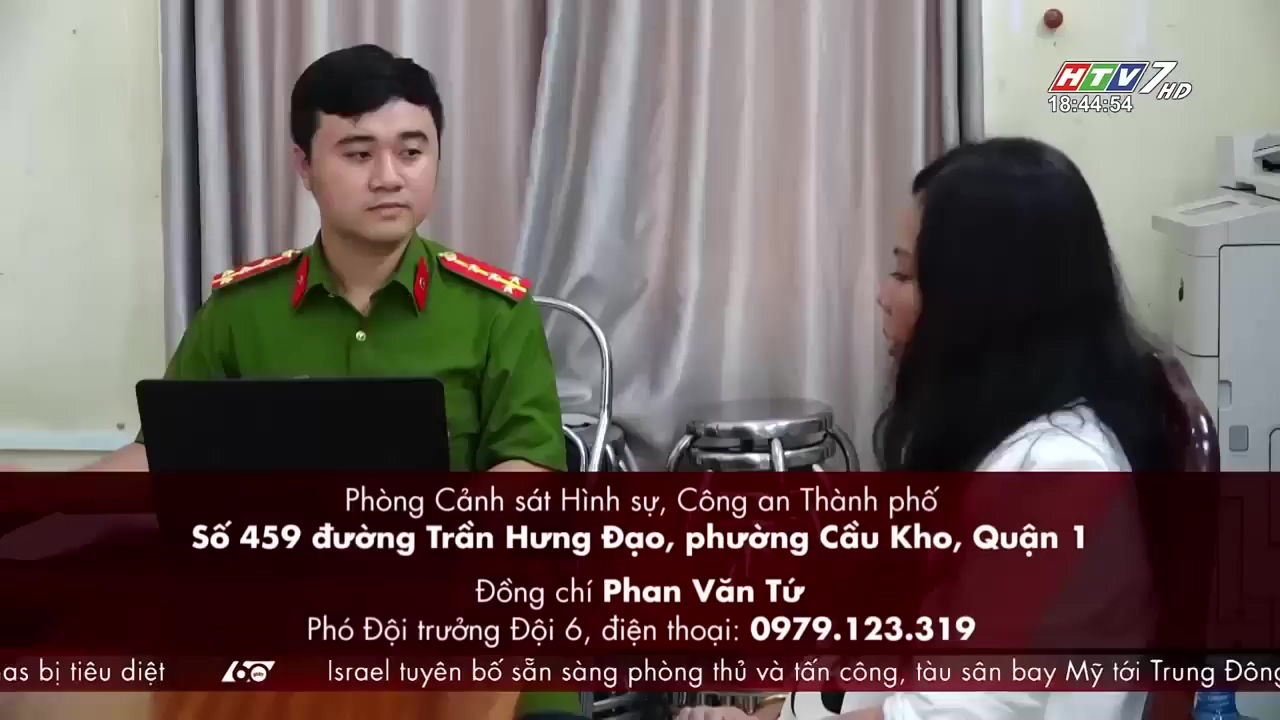 HTV7 HD
18:44:54
Phòng Cảnh sát Hình sự, Công an Thành phố
Số 459 đường Trần Hưng Đạo, phường Cầu Kho, Quận 1
Đồng chí Phan Văn Tứ
Phó Đội trưởng Đội 6, điện thoại: 0979.123.319
as bị tiêu diệt 60 giây Israel tuyên bố sẵn sàng phòng thủ và tấn công, tàu sân bay Mỹ tới Trung Đông